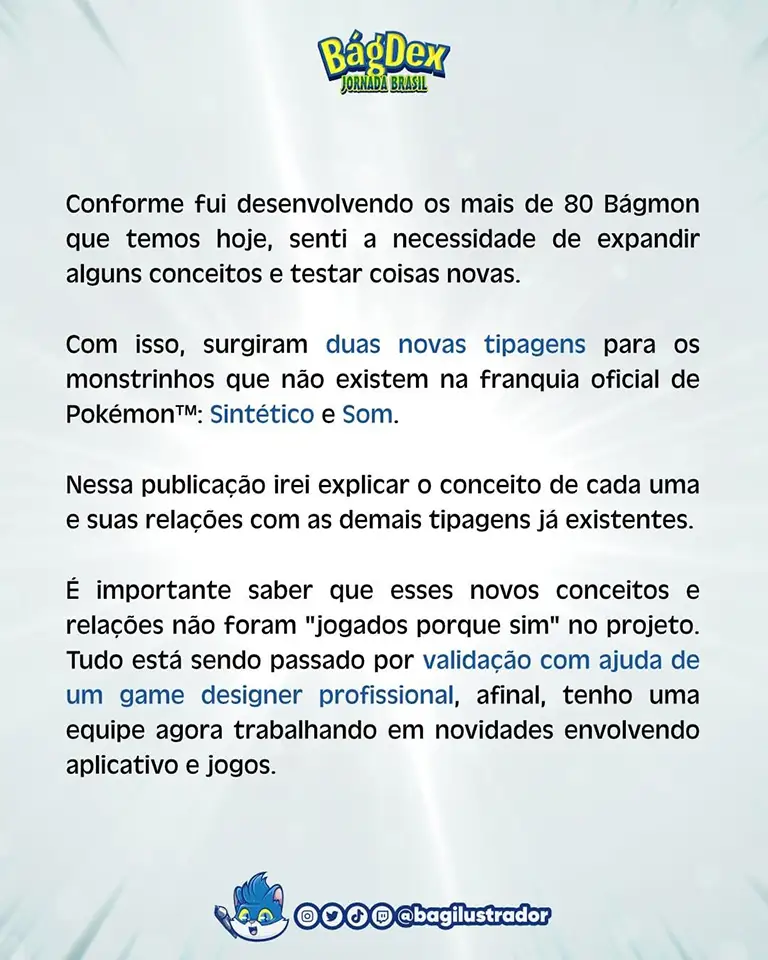 BágDex
JORNADA BRASIL
Conforme fui desenvolvendo os mais de 80 Bágmon
que temos hoje, senti a necessidade de expandir
alguns conceitos e testar coisas novas.
Com isso, surgiram duas novas tipagens para os
monstrinhos que não existem na franquia oficial de
Pokémon™: Sintético e Som.
Nessa publicação irei explicar o conceito de cada uma
e suas relações com as demais tipagens já existentes.
É importante saber que esses novos conceitos e
relações não foram "jogados porque sim" no projeto.
Tudo está sendo passado por validação com ajuda de
um game designer profissional, afinal, tenho uma
equipe agora trabalhando em novidades envolvendo
aplicativo e jogos.
@bagilustrador